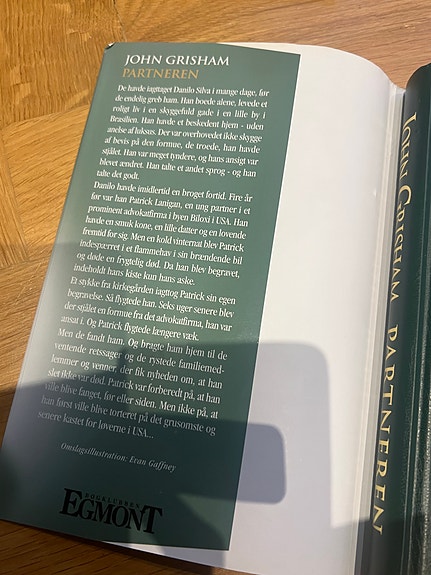 JOHN GRISHAM
PARTNEREN
De havde iagttaget Danilo Silva i mange dage, før
de endelig greb ham. Han boede alene, levede et
roligt liv i en skyggefuld gade i en lille by i
Brasilien. Han havde et beskedent hjem - uden
anelse af luksus. Der var overhovedet ikke skygge
af bevis på den formue, de troede, han havde
stjålet. Han var meget tyndere, og hans ansigt var
blevet ændret. Han talte et andet sprog - og han
talte det godt.
Danilo havde imidlertid en broget fortid. Fire år
før var han Patrick Lanigan, en ung partner i et
prominent advokatfirma i byen Biloxi i USA. Han
havde en smuk kone, en lille datter og en lovende
fremtid for sig. Men en kold vinternat blev Patrick
indespærret i et flammehav i sin brændende bil
og døde en frygtelig død. Da han blev begravet,
indeholdt hans kiste kun hans aske.
Et stykke fra kirkegården iagttog Patrick sin egen
begravelse. Så flygtede han. Seks uger senere blev
der stjålet en formue fra det advokatfirma, han var
ansat i. Og Patrick flygtede længere væk.
Men de fandt ham. Og bragte ham hjem til de
ventende retssager og de rystede familiemed-
lemmer og venner, der fik nyheden om, at han
slet ikke var død. Patrick var forberedt på, at han
ville blive fanget, før eller siden. Men ikke på, at
han først ville blive torteret på det grusomste og
senere kastet for løverne i USA...
Omslagsillustration: Evan Gaffney
BOGKLUBBEN
EGMONT
JOHN GRISHAM PARTNEREN